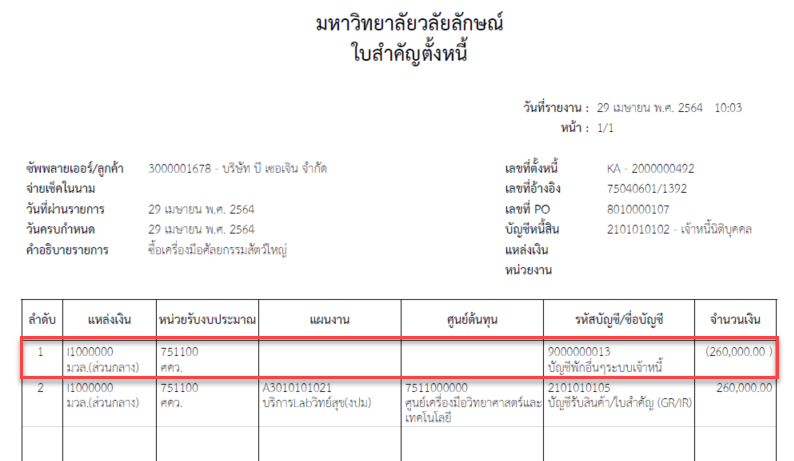 มหาวิทยาลัยวลัยลักษณ์
ใบสำคัญตั้งหนี้
วันที่รายงาน : 29 เมษายน พ.ศ. 2564 10:03
หน้า : 1/1
ซัพพลายเออร์/ลูกค้า 3000001678 - บริษัท บี เซอเจิน จำกัด เลขที่ตั้งหนี้ KA - 2000000492
จ่ายเช็คในนาม เลขที่อ้างอิง 75040601/1392
วันที่ผ่านรายการ 29 เมษายน พ.ศ. 2564 เลขที่ PO 8010000107
วันครบกำหนด 29 เมษายน พ.ศ. 2564 บัญชีหนี้สิน 2101010102 - เจ้าหนี้นิติบุคคล
คำอธิบายรายการ ซื้อเครื่องมือศัลยกรรมสัตว์ใหญ่ แหล่งเงิน
หน่วยงาน
ลำดับ แหล่งเงิน หน่วยรับงบประมาณ แผนงาน ศูนย์ต้นทุน รหัสบัญชี/ชื่อบัญชี จำนวนเงิน
1 I1000000 751100 9000000013 (260,000.00 )
มวล.(ส่วนกลาง) ศคว. บัญชีพักอื่นๆระบบเจ้าหนี้
2 I1000000 751100 A3010101021 7511000000 2101010105 260,000.00
มวล.(ส่วนกลาง) ศคว. บริการLabวิทย์สุข(งปม) ศูนย์เครื่องมือวิทยาศาสตร์และ บัญชีรับสินค้า/ใบสำคัญ (GR/IR)
เทคโนโลยี